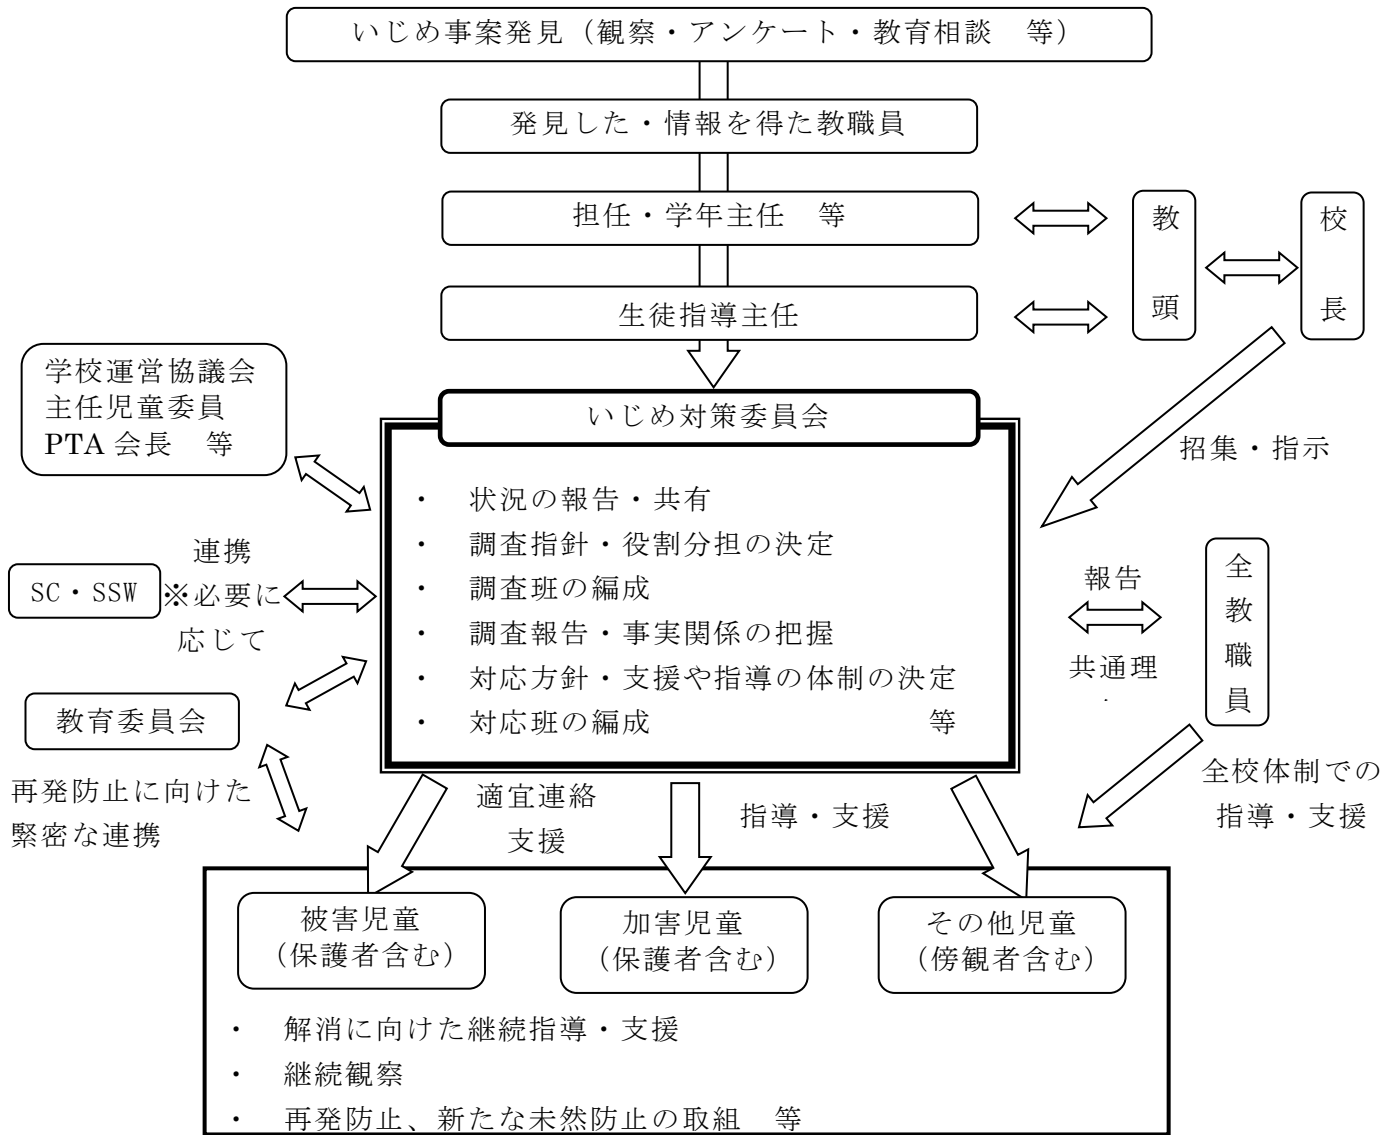 いじめ事案発見（観察・アンケート・教育相談　等）
発見した・情報を得た教職員
担任・学年主任　等
教頭
校長
生徒指導主任
学校運営協議会
主任児童委員
PTA 会長　等
いじめ対策委員会
招集・指示
・　状況の報告・共有
・　調査指針・役割分担の決定
・　調査班の編成
・　調査報告・事実関係の把握
・　対応方針・支援や指導の体制の決定
・　対応班の編成　　　　　　　　　等
連携
SC・SSW
※必要に
応じて
報告
共通理
全教職員
教育委員会
再発防止に向けた
緊密な連携
適宜連絡
支援
指導・支援
全校体制での
指導・支援
被害児童
（保護者含む）
加害児童
（保護者含む）
その他児童
（傍観者含む）
・　解消に向けた継続指導・支援
・　継続観察
・　再発防止、新たな未然防止の取組　等